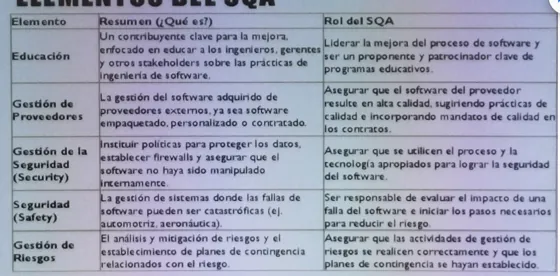 ELEMENTOS DEL SQA
Elemento
Resumen (¿Qué es?)
Rol del SQA
Educación
Un contribuyente clave para la mejora,
enfocado en educar a los ingenieros, gerentes
y otros stakeholders sobre las prácticas de
ingeniería de software.
Liderar la mejora del proceso de software y
ser un proponente y patrocinador clave de
programas educativos.
Gestión de
Proveedores
La gestión del software adquirido de
proveedores externos, ya sea software
empaquetado, personalizado o contratado.
Asegurar que el software del proveedor
resulte en alta calidad, sugiriendo prácticas de
calidad e incorporando mandatos de calidad en
los contratos.
Gestión de la
Seguridad
(Security)
Instituir políticas para proteger los datos,
establecer firewalls y asegurar que el
software no haya sido manipulado
internamente.
Asegurar que se utilicen el proceso y la
tecnología apropiados para lograr la seguridad
del software.
Seguridad
(Safety)
La gestión de sistemas donde las fallas de
software pueden ser catastróficas (ej.
automotriz, aeronáutica).
Ser responsable de evaluar el impacto de una
falla del software e iniciar los pasos necesarios
para reducir el riesgo.
Gestión de
Riesgos
El análisis y mitigación de riesgos y el
establecimiento de planes de contingencia
relacionados con el riesgo.
Asegurar que las actividades de gestión de
riesgos se realicen correctamente y que los
planes de contingencia se hayan establecido.